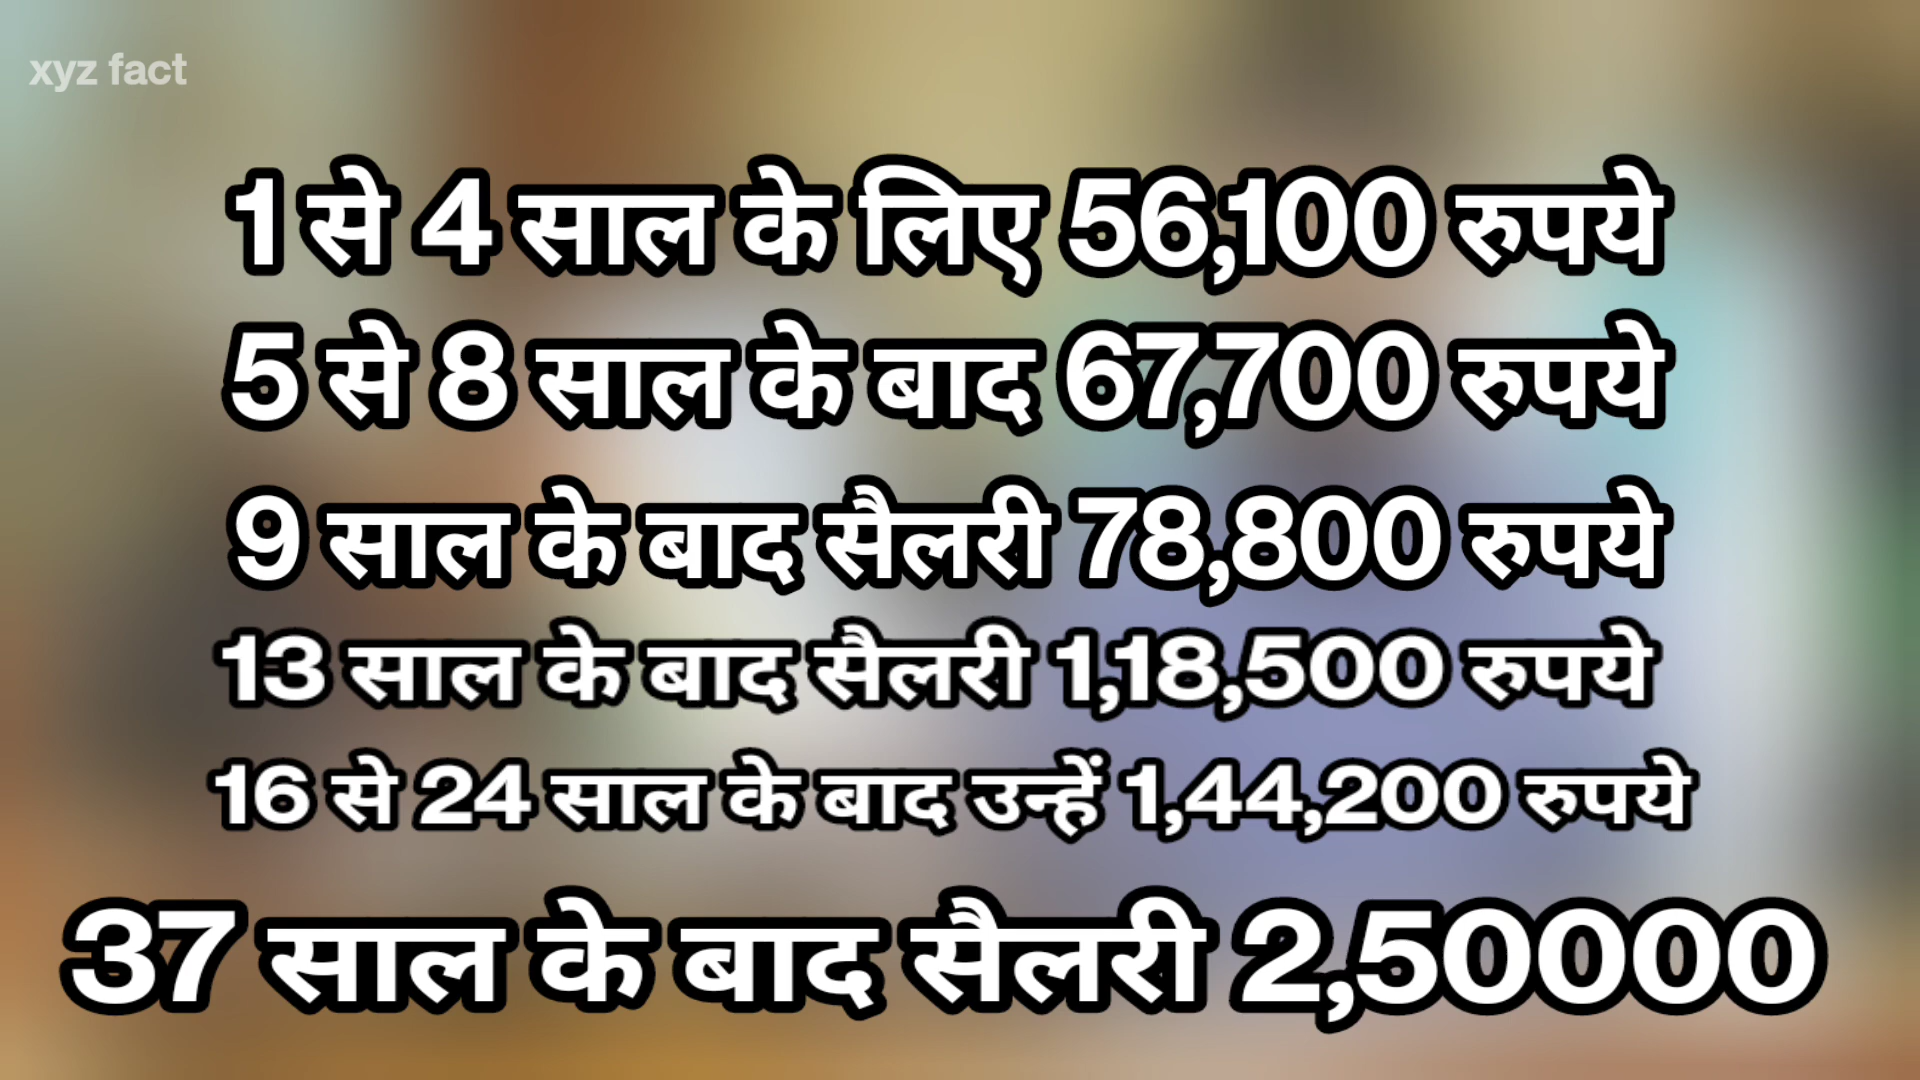 xyz fact
1 से 4 साल के लिए 56,100 रुपये
5 से 8 साल के बाद 67,700 रुपये
9 साल के बाद सैलरी 78,800 रुपये
13 साल के बाद सैलरी 1,18,500 रुपये
16 से 24 साल के बाद उन्हें 1,44,200 रुपये
37 साल के बाद सैलरी 2,50000